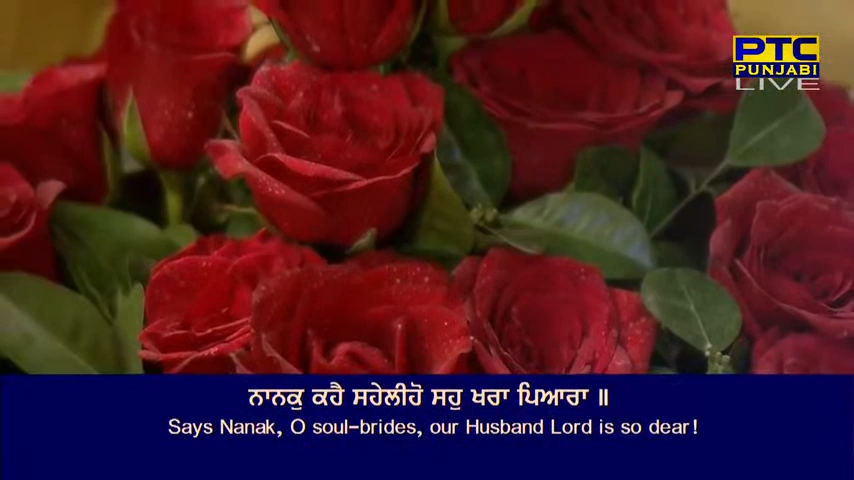 PTC
PUNJABI
LIVE
ਨਾਨਕੁ ਕਹੈ ਸਹੇਲੀਹੋ ਸਹੁ ਖਰਾ ਪਿਆਰਾ ॥
Says Nanak, O soul-brides, our Husband Lord is so dear!